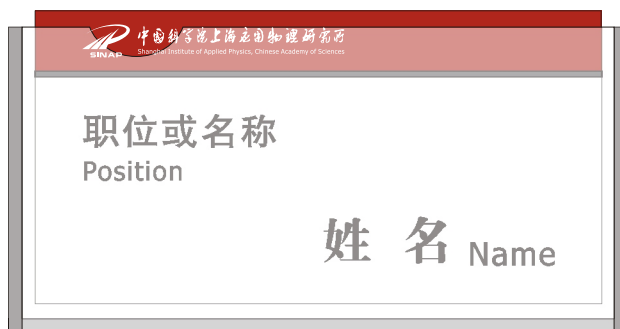 SINAP
中国科学院上海应用物理研究所
Shanghai Institute of Applied Physics, Chinese Academy of Sciences
职位或名称
Position
姓 名 Name